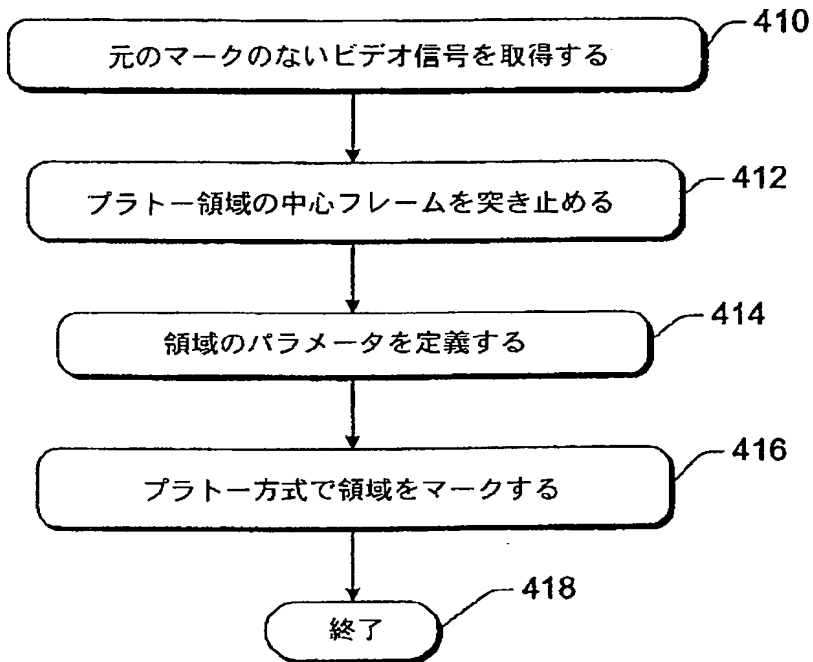 410
元のマークのないビデオ信号を取得する
412
プラトー領域の中心フレームを突き止める
414
領域のパラメータを定義する
416
プラトー方式で領域をマークする
418
終了